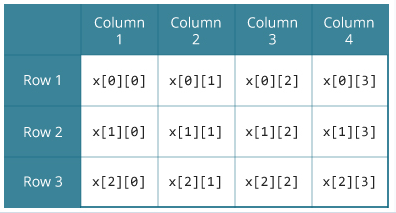 Column 1 Column 2 Column 3 Column 4
Row 1 x[0][0] x[0][1] x[0][2] x[0][3]
Row 2 x[1][0] x[1][1] x[1][2] x[1][3]
Row 3 x[2][0] x[2][1] x[2][2] x[2][3]